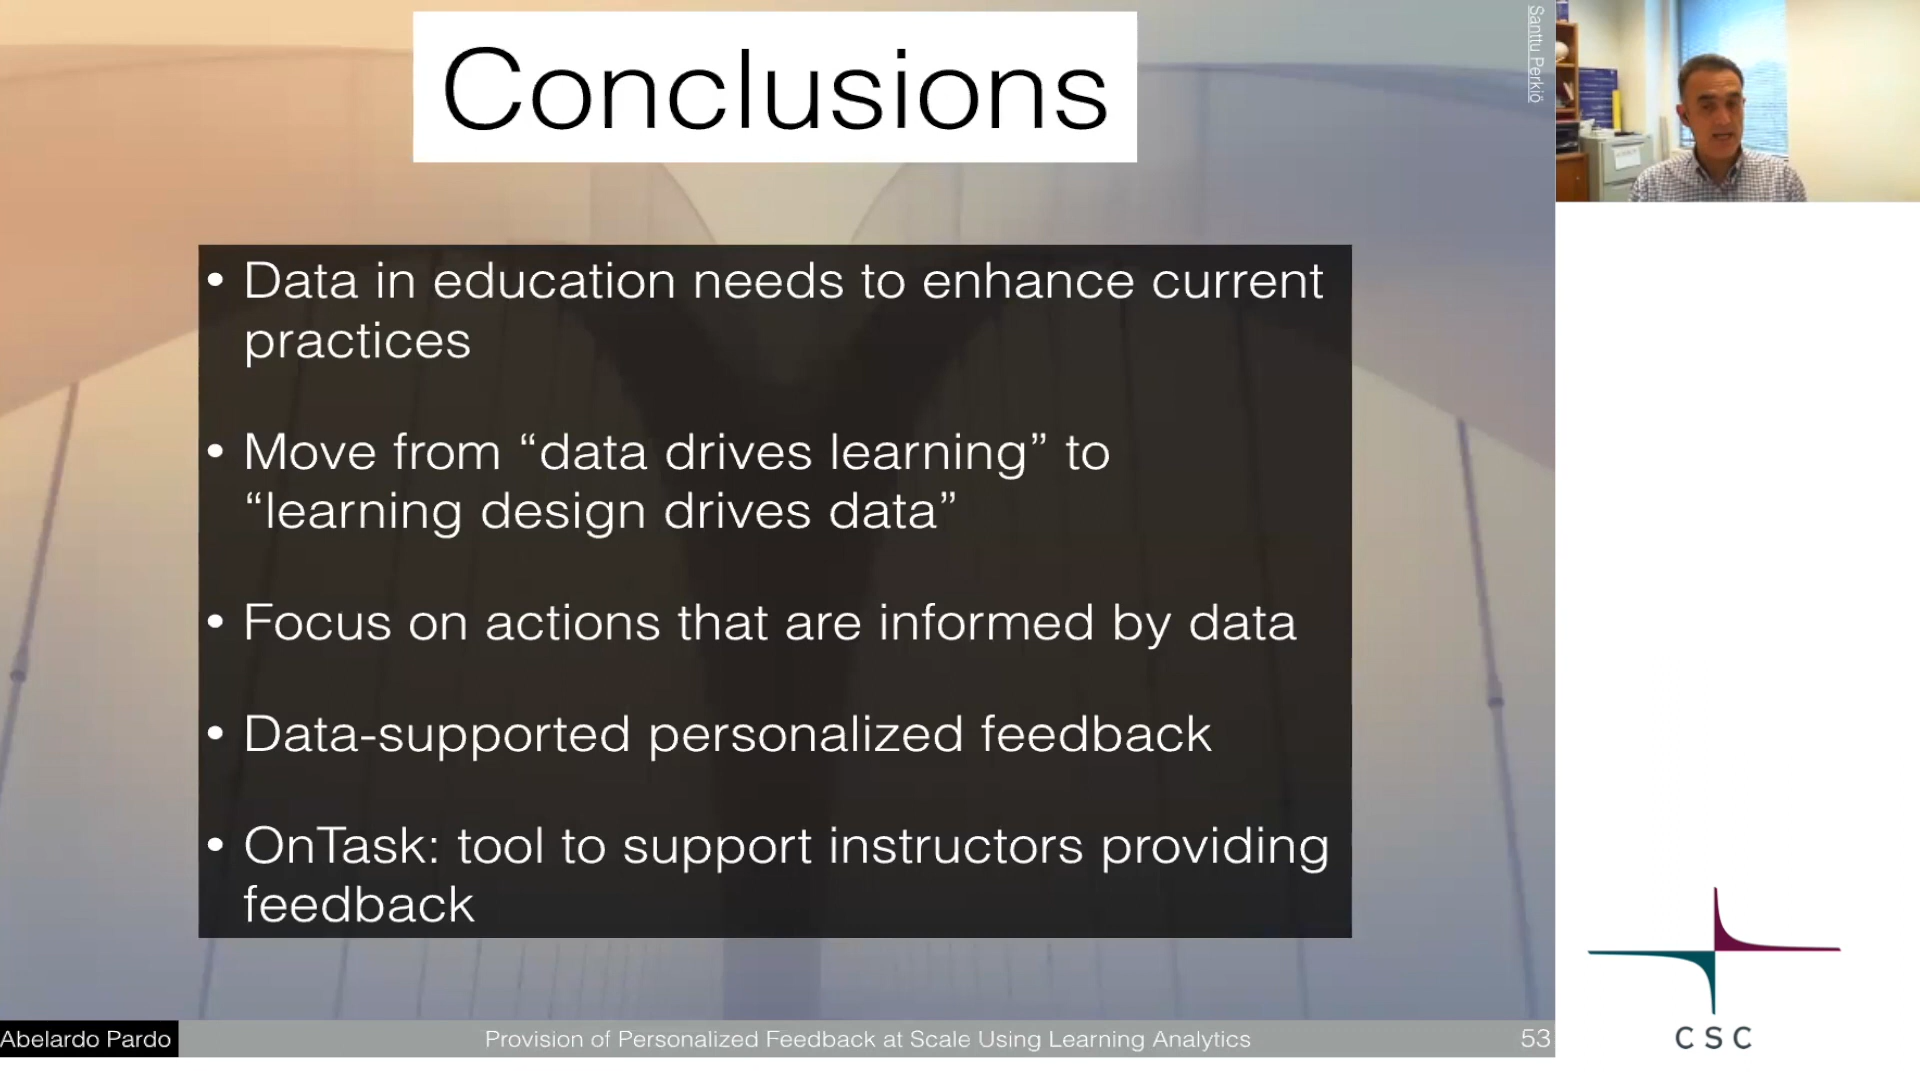 Conclusions
Santtu Perkiö
• Data in education needs to enhance current
practices
• Move from “data drives learning” to
“learning design drives data”
• Focus on actions that are informed by data
• Data-supported personalized feedback
• OnTask: tool to support instructors providing
feedback
Abelardo Pardo
Provision of Personalized Feedback at Scale Using Learning Analytics
53
CSC